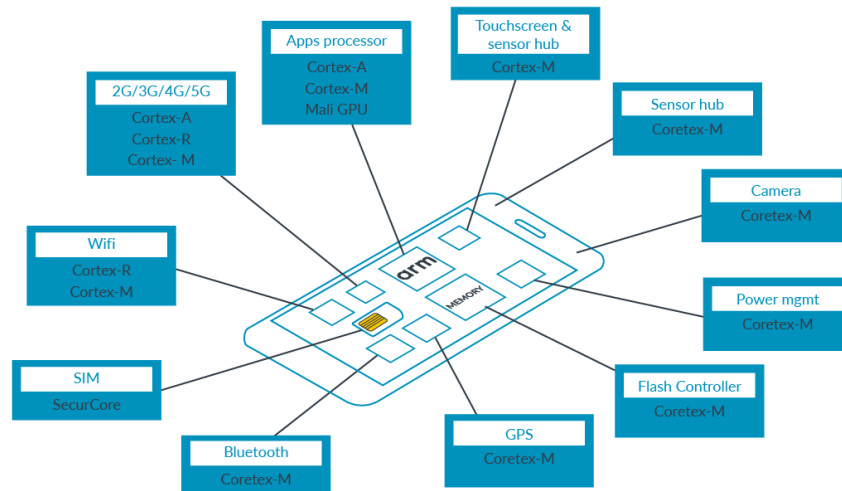 Apps processor
Cortex-A
Cortex-M
Mali GPU
Touchscreen &
sensor hub
Cortex-M
2G/3G/4G/5G
Cortex-A
Cortex-R
Cortex- M
Sensor hub
Coretex-M
Camera
Coretex-M
Wifi
Cortex-R
Cortex-M
arm
MEMORY
Power mgmt
Coretex-M
SIM
SecurCore
Flash Controller
Coretex-M
Bluetooth
Coretex-M
GPS
Coretex-M